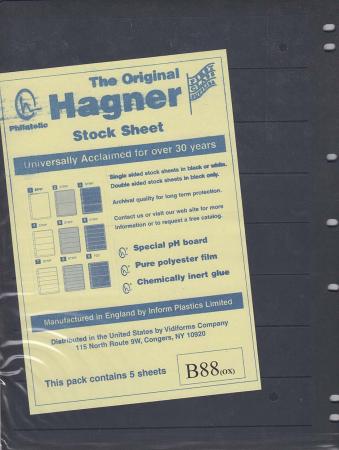 The Original
Hagner
Philatelic
Stock Sheet
Universally Acclaimed for over 30 years
Single sided stock sheets in black or white.
Double sided stock sheets in black only.
Archival quality for long term protection.
Contact us or visit our web site for more
information or to request a free catalog.
Special pH board
Pure polyester film
Chemically inert glue
Manufactured in England by Inform Plastics Limited
Distributed in the United States by Vidiforms Company
115 North Route 9W, Congers, NY 10920
This pack contains 5 sheets
B88(OX)